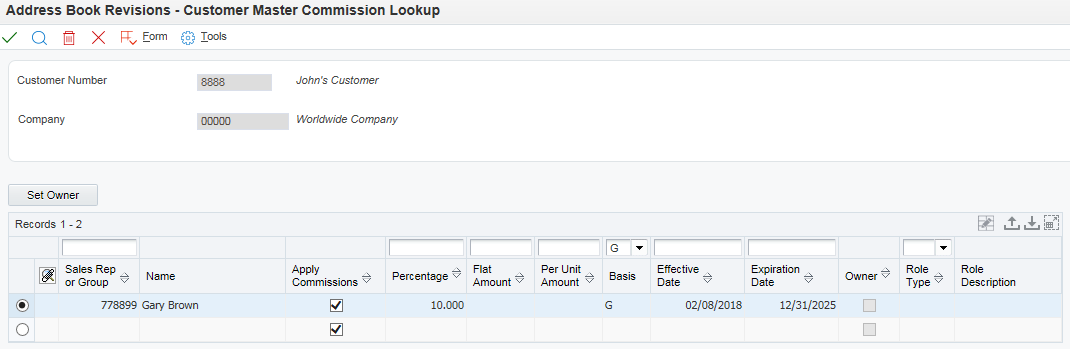 Address Book Revisions - Customer Master Commission Lookup
Form Tools
Customer Number 8888 John's Customer
Company 00000 Worldwide Company
Set Owner
Records 1 - 2
G
Sales Rep or Group Name Apply Commissions Percentage Flat Amount Per Unit Amount Basis Effective Date Expiration Date Owner Role Type Role Description
778899 Gary Brown 10.000 G 02/08/2018 12/31/2025